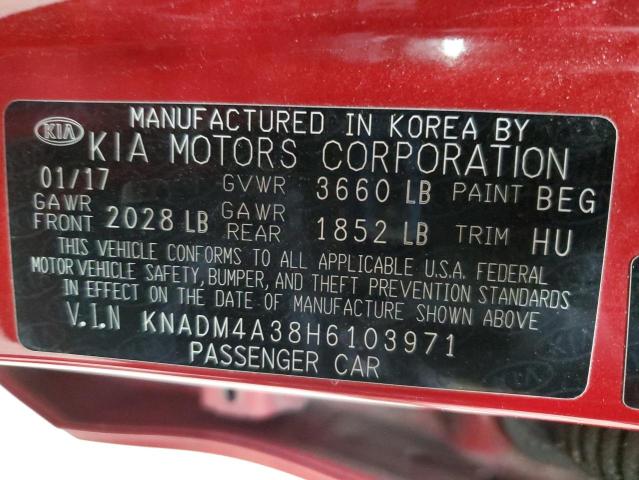 MANUFACTURED IN KOREA BY
KIA KIA MOTORS CORPORATION
01/17 GVWR 3660 LB PAINT BEG
GAWR FRONT 2028 LB GAWR REAR 1852 LB TRIM HU
THIS VEHICLE CONFORMS TO ALL APPLICABLE U.S.A. FEDERAL
MOTOR VEHICLE SAFETY, BUMPER, AND THEFT PREVENTION STANDARDS
IN EFFECT ON THE DATE OF MANUFACTURE SHOWN ABOVE
V.I.N KNADM4A38H6103971
PASSENGER CAR